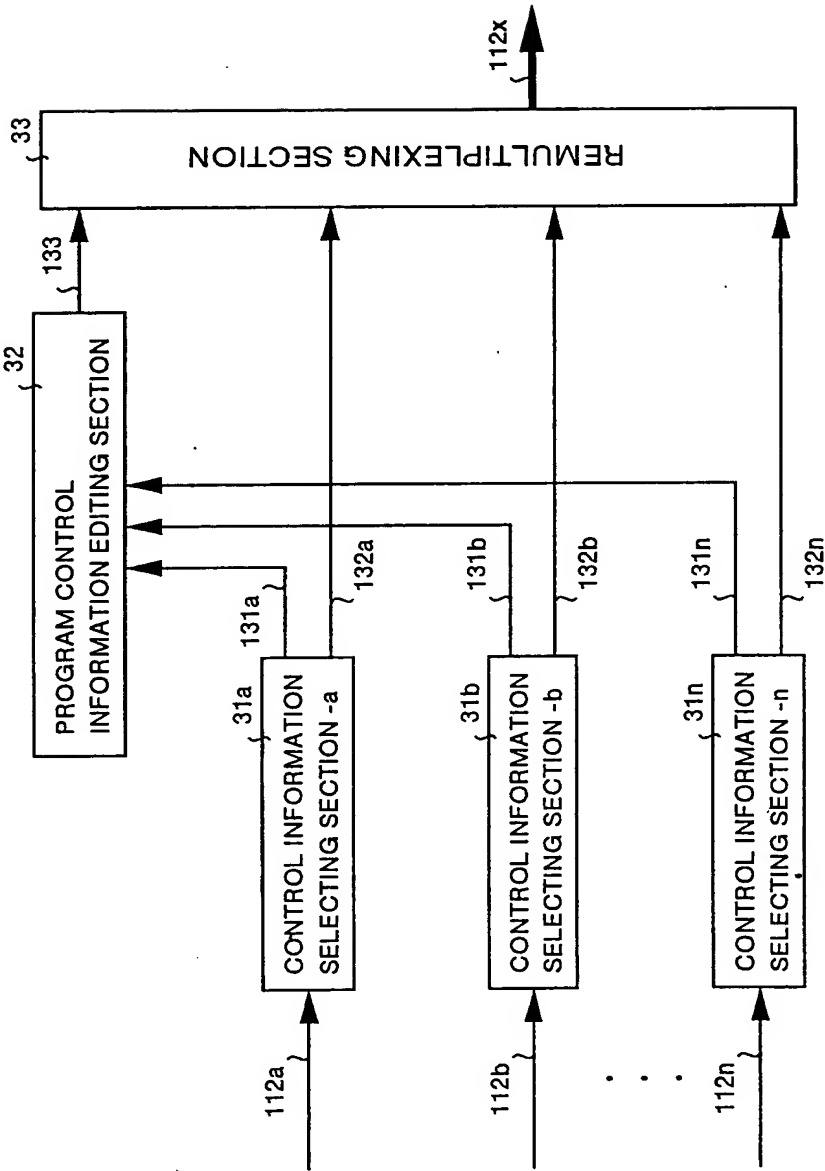 32
PROGRAM CONTROL
INFORMATION EDITING SECTION
133
33
REMULTIPLEXING SECTION
112x
112a
31a
CONTROL INFORMATION
SELECTING SECTION -a
131a
132a
112b
31b
CONTROL INFORMATION
SELECTING SECTION -b
131b
132b
. . .
112n
31n
CONTROL INFORMATION
SELECTING SECTION -n
131n
132n